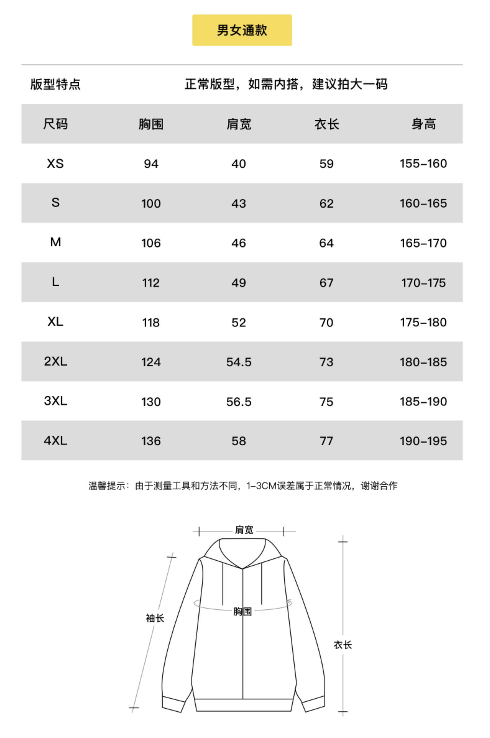 男女通款
版型特点 正常版型，如需内搭，建议拍大一码
尺码 胸围 肩宽 衣长 身高
XS 94 40 59 155-160
S 100 43 62 160-165
M 106 46 64 165-170
L 112 49 67 170-175
XL 118 52 70 175-180
2XL 124 54.5 73 180-185
3XL 130 56.5 75 185-190
4XL 136 58 77 190-195
温馨提示：由于测量工具和方法不同，1-3CM误差属于正常情况，谢谢合作
肩宽
胸围
袖长
衣长